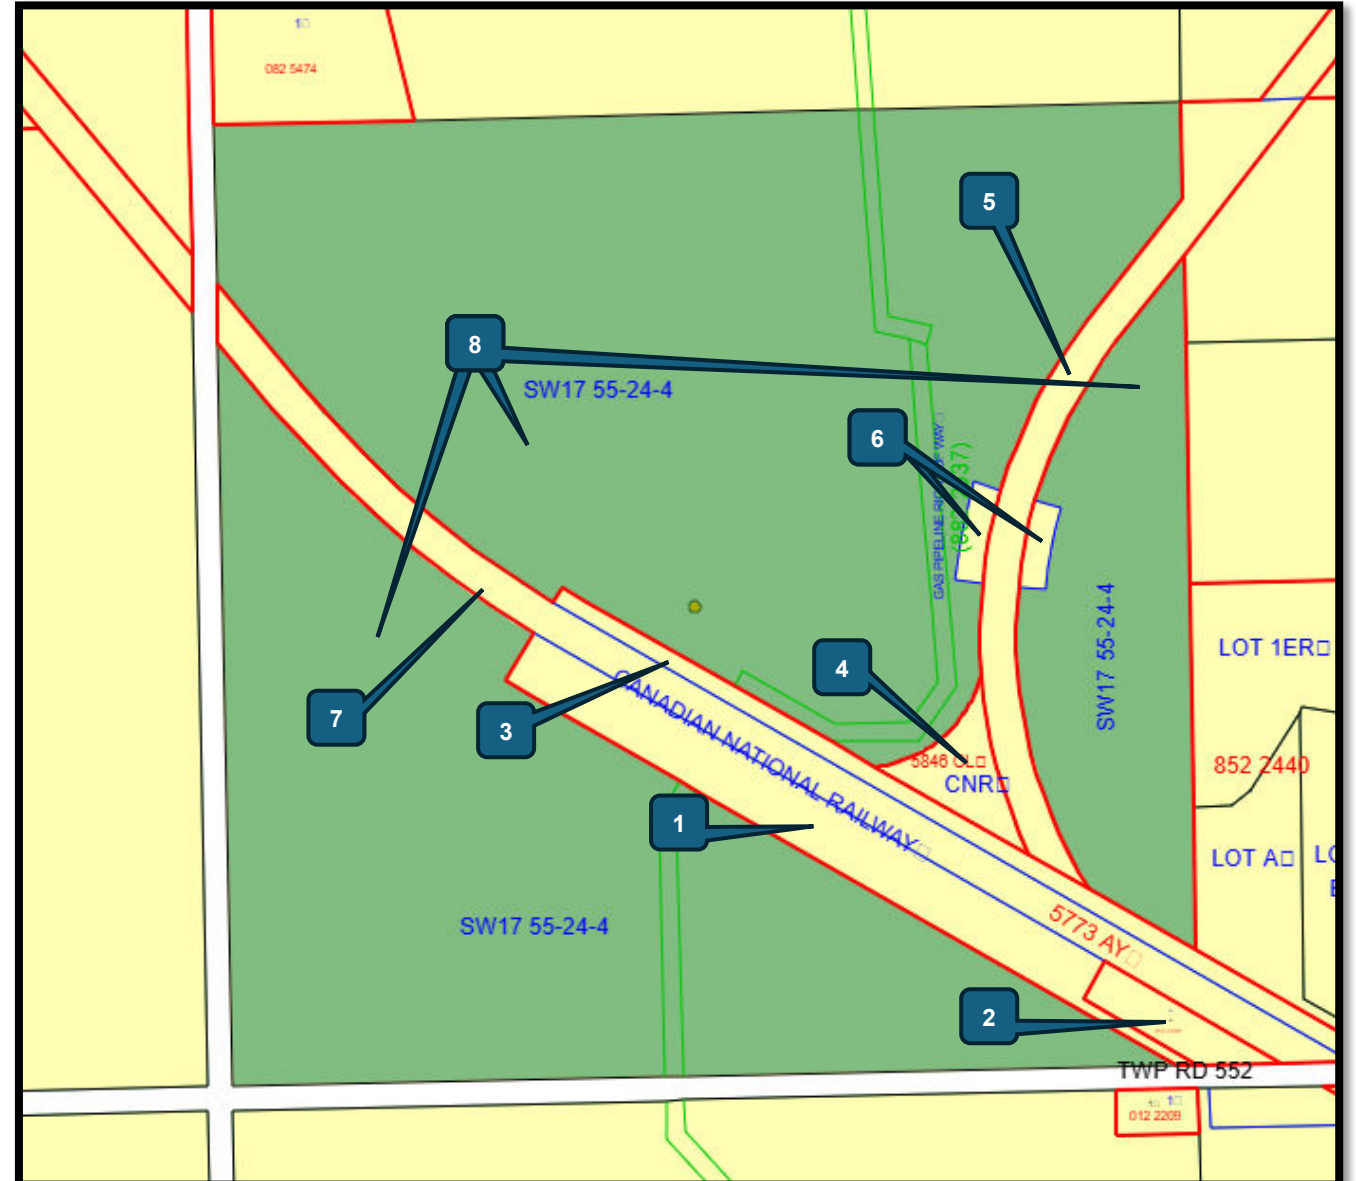 1
082 5474
5
8
SW17 55-24-4
6
GAS PIPELINE RIGHT OF WAY
SW17 55-24-4
LOT 1ER
4
7
3
CANADIAN NATIONAL RAILWAY
5846 CL
CNR
852 2440
1
LOT A
SW17 55-24-4
5773 AY
2
TWP RD 552
012 2209